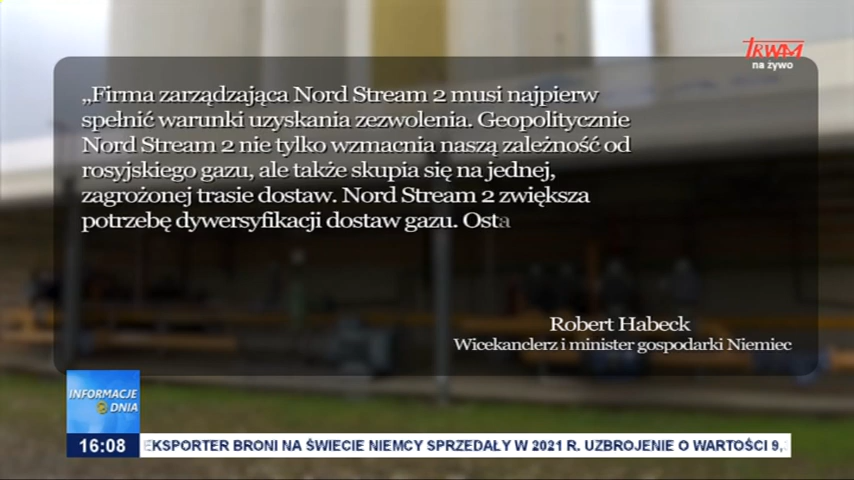 TRWAM
na żywo
„Firma zarządzająca Nord Stream 2 musi najpierw
spełnić warunki uzyskania zezwolenia. Geopolitycznie
Nord Stream 2 nie tylko wzmacnia naszą zależność od
rosyjskiego gazu, ale także skupia się na jednej,
zagrożonej trasie dostaw. Nord Stream 2 zwiększa
potrzebę dywersyfikacji dostaw gazu. Osta
Robert Habeck
Wicekanclerz i minister gospodarki Niemiec
INFORMACJE
DNIA
16:08 EKSPORTER BRONI NA ŚWIECIE NIEMCY SPRZEDAŁY W 2021 R. UZBROJENIE O WARTOŚCI 9,